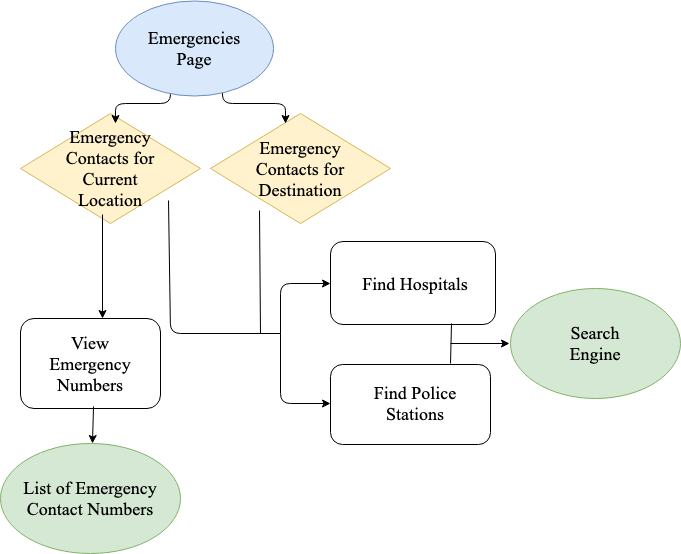 Emergencies
Page
Emergency
Contacts for
Current
Location
Emergency
Contacts for
Destination
Find Hospitals
Search
Engine
View
Emergency
Numbers
Find Police
Stations
List of Emergency
Contact Numbers